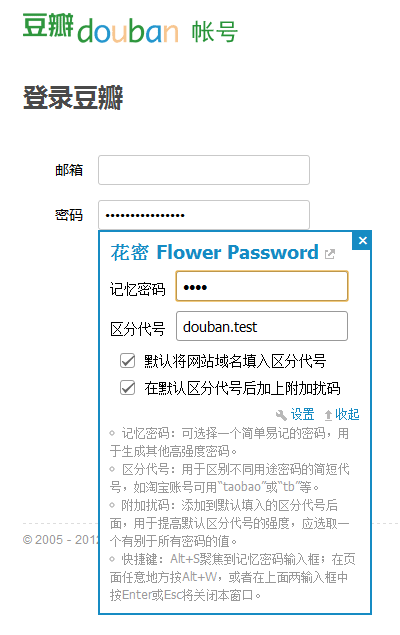 豆瓣douban 帐号
登录豆瓣
邮箱
密码 ••••••••••••••••
花密 Flower Password
记忆密码 ••••
区分代号 douban.test
默认将网站域名填入区分代号
在默认区分代号后加上附加扰码
设置 收起
记忆密码：可选择一个简单易记的密码，用
于生成其他高强度密码。
区分代号：用于区别不同用途密码的简短代
号，如淘宝账号可用“taobao”或“tb”等。
附加扰码：添加到默认填入的区分代号后
面，用于提高默认区分代号的强度，应选取一
个有别于所有密码的值。
快捷键：Alt+S聚焦到记忆密码输入框；在页
面任意地方按Alt+W，或者在上面两输入框中
按Enter或Esc将关闭本窗口。
© 2005 - 2012